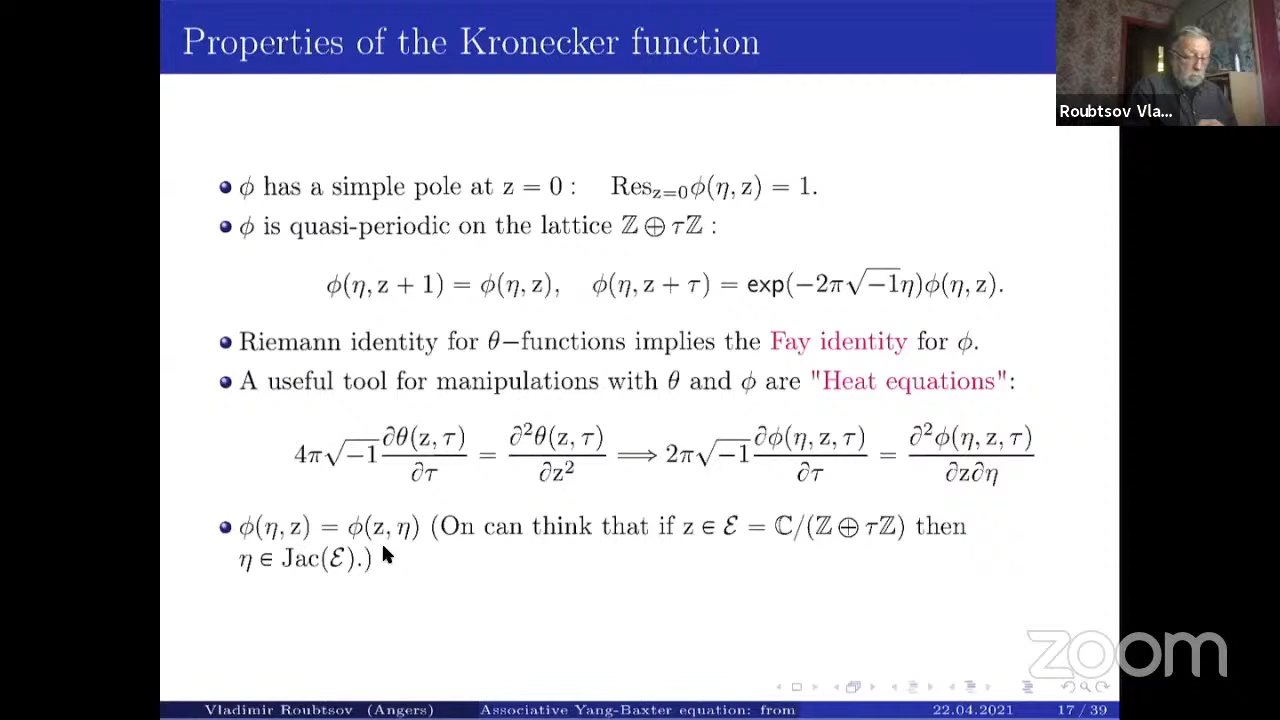 Properties of the Kronecker function
Roubtsov Vla...
ϕ has a simple pole at z = 0 : Res_{z=0}ϕ(η, z) = 1.
ϕ is quasi-periodic on the lattice ℤ ⊕ τℤ :
ϕ(η, z + 1) = ϕ(η, z), ϕ(η, z + τ) = exp(−2π√−1η)ϕ(η, z).
Riemann identity for θ−functions implies the Fay identity for ϕ.
A useful tool for manipulations with θ and ϕ are "Heat equations":
4π√−1 ∂θ(z, τ)/∂τ = ∂²θ(z, τ)/∂z² ⟹ 2π√−1 ∂ϕ(η, z, τ)/∂τ = ∂²ϕ(η, z, τ)/∂z∂η
ϕ(η, z) = ϕ(z, η) (On can think that if z ∈ ℰ = ℂ/(ℤ ⊕ τℤ) then
η ∈ Jac(ℰ).)
zoom
Vladimir Roubtsov (Angers) Associative Yang-Baxter equation: from 22.04.2021 17 / 39